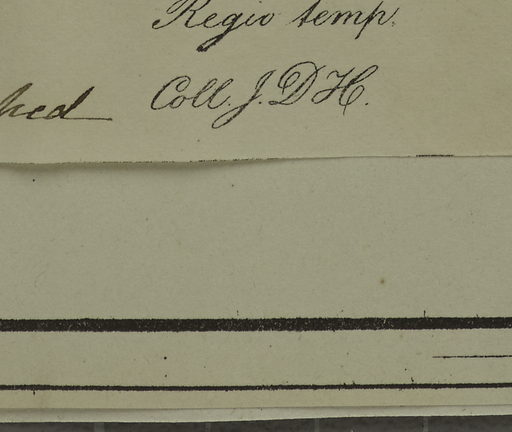 Regio temp.
Coll. J. D H.